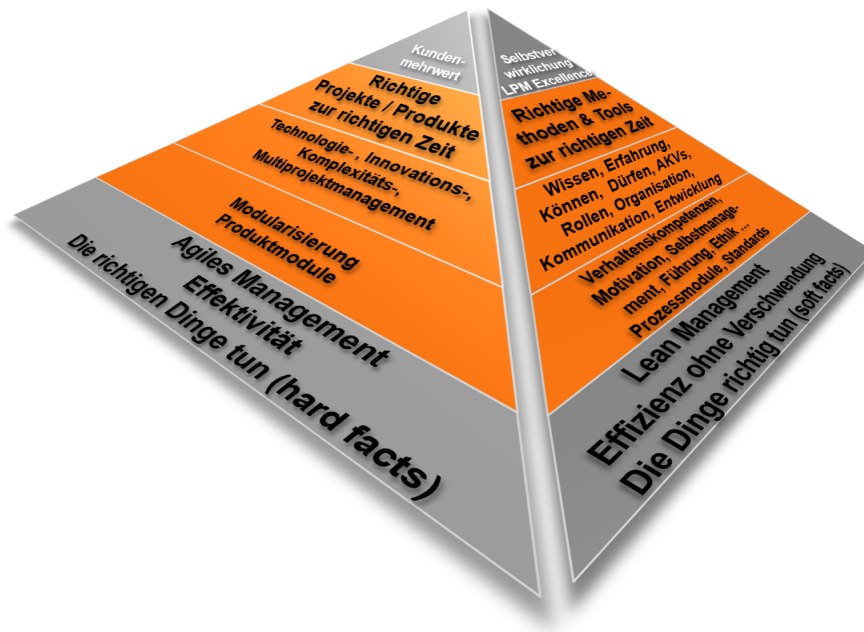 Kunden-
mehrwert
Richtige
Projekte / Produkte
zur richtigen Zeit
Technologie-, Innovations-,
Komplexitäts-,
Multiprojektmanagement
Modularisierung
Produktmodule
Agiles Management
Effektivität
Die richtigen Dinge tun (hard facts)
Selbstver
wirklichung
LPM Excellence
Richtige Me-
thoden & Tools
zur richtigen Zeit
Wissen, Erfahrung,
Können, Dürfen, AKVs,
Rollen, Organisation,
Kommunikation, Entwicklung
Verhaltenskompetenzen,
Motivation, Selbstmanage-
ment, Führung, Ethik ...
Prozessmodule, Standards
Lean Management
Effizienz ohne Verschwendung
Die Dinge richtig tun (soft facts)